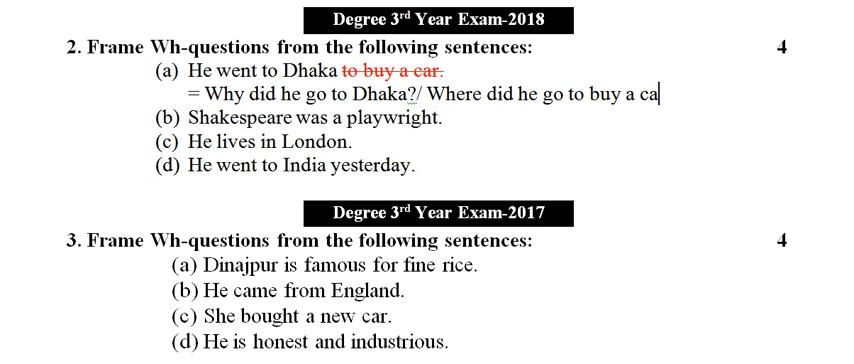 Degree 3rd Year Exam-2018
2. Frame Wh-questions from the following sentences: 4
(a) He went to Dhaka to buy a car.
= Why did he go to Dhaka?/ Where did he go to buy a ca
(b) Shakespeare was a playwright.
(c) He lives in London.
(d) He went to India yesterday.
Degree 3rd Year Exam-2017
3. Frame Wh-questions from the following sentences: 4
(a) Dinajpur is famous for fine rice.
(b) He came from England.
(c) She bought a new car.
(d) He is honest and industrious.